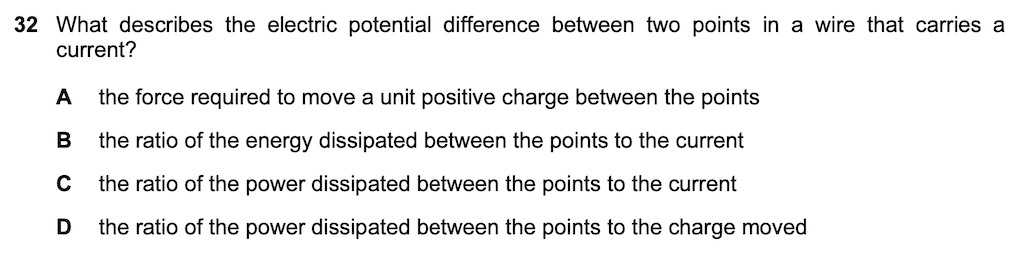 32 What describes the electric potential difference between two points in a wire that carries a
current?
A the force required to move a unit positive charge between the points
B the ratio of the energy dissipated between the points to the current
C the ratio of the power dissipated between the points to the current
D the ratio of the power dissipated between the points to the charge moved